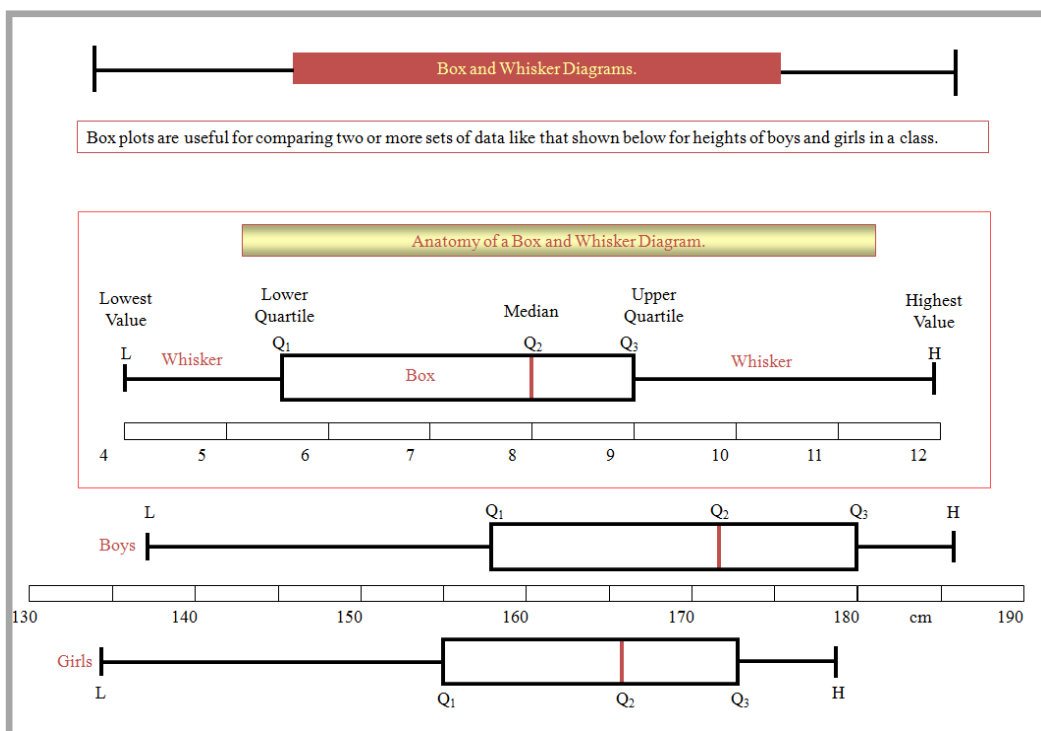 Box and Whisker Diagrams.
Box plots are useful for comparing two or more sets of data like that shown below for heights of boys and girls in a class.
Anatomy of a Box and Whisker Diagram.
Lowest
Value
Lower
Quartile
Median
Upper
Quartile
Highest
Value
L
Whisker
Q₁
Box
Q₂
Q₃
Whisker
H
4 5 6 7 8 9 10 11 12
L Q₁ Q₂ Q₃ H
Boys
130 140 150 160 170 180 cm 190
Girls
L Q₁ Q₂ Q₃ H